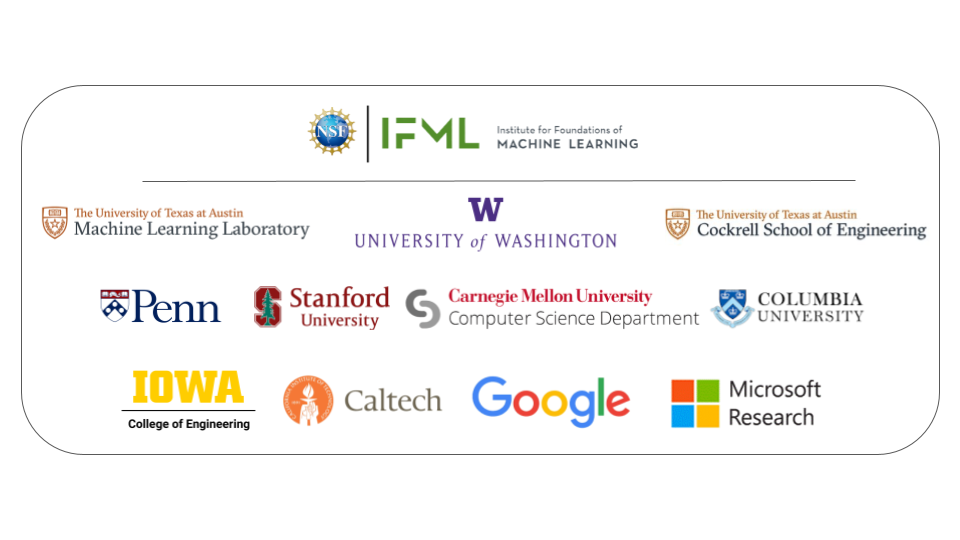 NSF
IFML
Institute for Foundations of
MACHINE LEARNING
The University of Texas at Austin
Machine Learning Laboratory
W
UNIVERSITY of WASHINGTON
The University of Texas at Austin
Cockrell School of Engineering
Penn
S
Stanford
University
Carnegie Mellon University
Computer Science Department
COLUMBIA
UNIVERSITY
IOWA
College of Engineering
Caltech
Google
Microsoft
Research